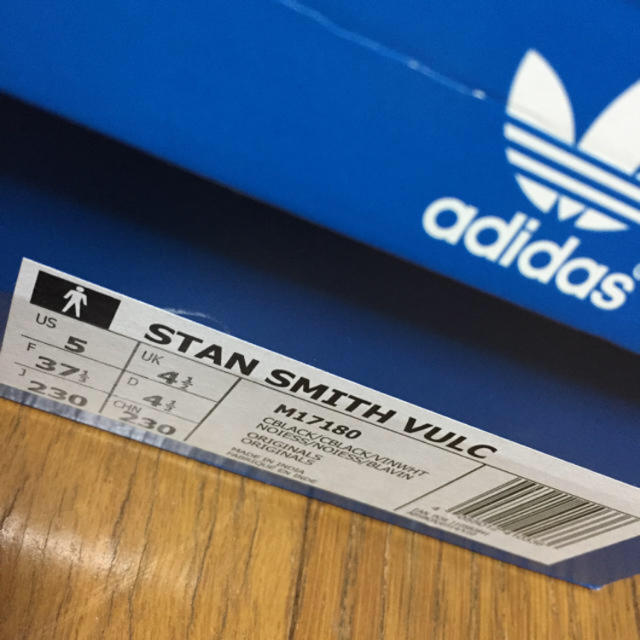 adidas
STAN SMITH VULC
US 5
UK 4½
F 37⅓
D 4½
J 230
CHN 230
M17180
CBLACK/CBLACK/RNWHT
NOIESS/NOIESS/BLAVIN
ORIGINALS
ORIGINALS
MADE IN INDIA